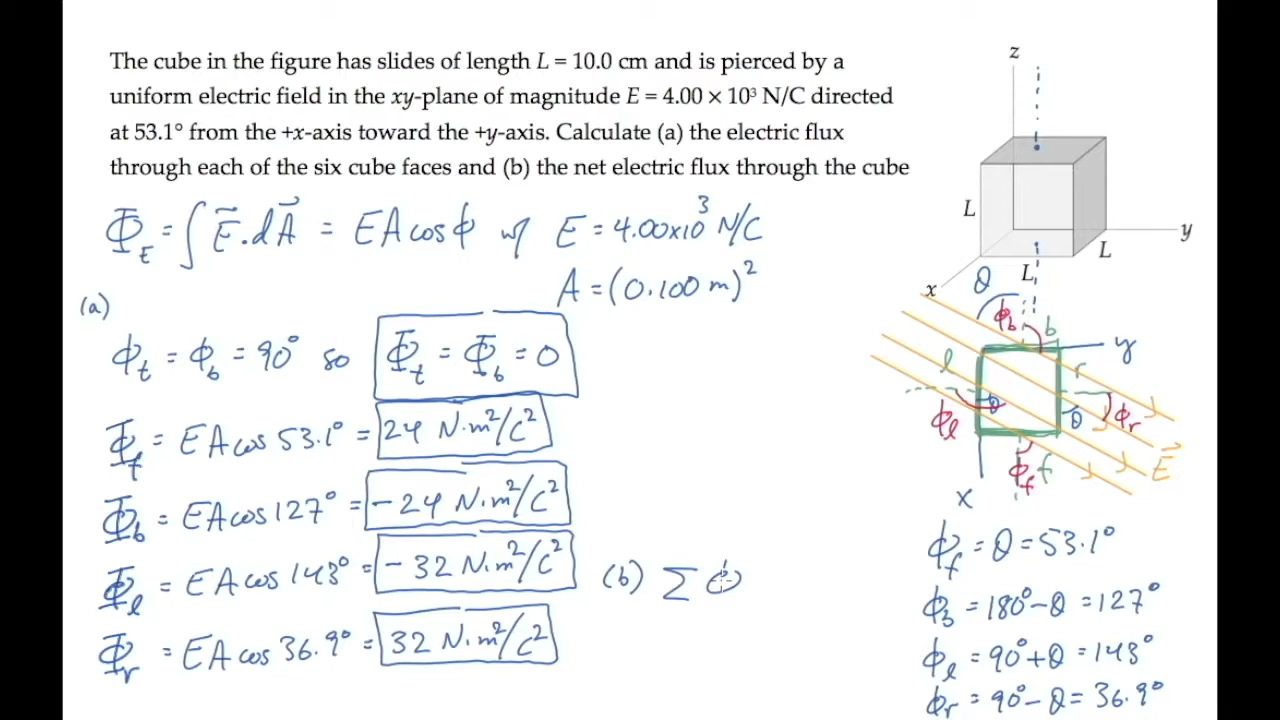 The cube in the figure has slides of length L = 10.0 cm and is pierced by a
uniform electric field in the xy-plane of magnitude E = 4.00 × 10³ N/C directed
at 53.1° from the +x-axis toward the +y-axis. Calculate (a) the electric flux
through each of the six cube faces and (b) the net electric flux through the cube
z
L
y
L
L
x
Φ_E = ∫ E⃗ · dA⃗ = EA cos ϕ w/ E = 4.00x10³ N/C
A = (0.100 m)²
(a)
ϕ_t = ϕ_b = 90° so Φ_t = Φ_b = 0
Φ_f = EA cos 53.1° = 24 N·m²/C²
Φ_b = EA cos 127° = -24 N·m²/C²
Φ_l = EA cos 143° = -32 N·m²/C²
Φ_r = EA cos 36.9° = 32 N·m²/C²
(b) Σ Φ
θ
ϕ_b
b
y
l
r
θ
ϕ_l
θ
ϕ_r
ϕ_f
f
E⃗
x
ϕ_f = θ = 53.1°
ϕ_b = 180° - θ = 127°
ϕ_l = 90° + θ = 143°
ϕ_r = 90° - θ = 36.9°